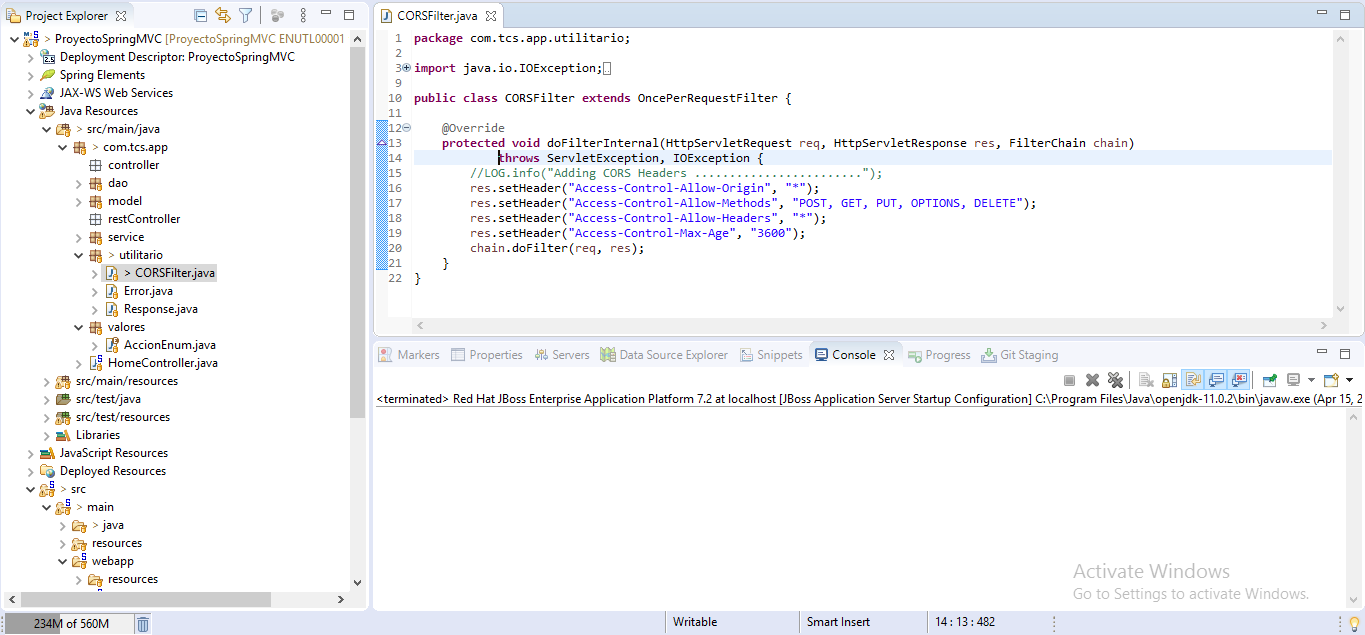 Project Explorer
> ProyectoSpringMVC [ProyectoSpringMVC ENUTL00001
Deployment Descriptor: ProyectoSpringMVC
Spring Elements
JAX-WS Web Services
Java Resources
> src/main/java
> com.tcs.app
controller
dao
model
restController
service
> utilitario
> CORSFilter.java
Error.java
Response.java
valores
AccionEnum.java
HomeController.java
src/main/resources
src/test/java
src/test/resources
Libraries
JavaScript Resources
Deployed Resources
> src
> main
> java
resources
webapp
resources
CORSFilter.java
1 package com.tcs.app.utilitario;
2
3 import java.io.IOException;
9
10 public class CORSFilter extends OncePerRequestFilter {
11
12 @Override
13 protected void doFilterInternal(HttpServletRequest req, HttpServletResponse res, FilterChain chain)
14 throws ServletException, IOException {
15 //LOG.info("Adding CORS Headers ........................");
16 res.setHeader("Access-Control-Allow-Origin", "*");
17 res.setHeader("Access-Control-Allow-Methods", "POST, GET, PUT, OPTIONS, DELETE");
18 res.setHeader("Access-Control-Allow-Headers", "*");
19 res.setHeader("Access-Control-Max-Age", "3600");
20 chain.doFilter(req, res);
21 }
22 }
Markers Properties Servers Data Source Explorer Snippets Console Progress Git Staging
<terminated> Red Hat JBoss Enterprise Application Platform 7.2 at localhost [JBoss Application Server Startup Configuration] C:\Program Files\Java\openjdk-11.0.2\bin\javaw.exe (Apr 15, 2
Activate Windows
Go to Settings to activate Windows.
234M of 560M Writable Smart Insert 14 : 13 : 482